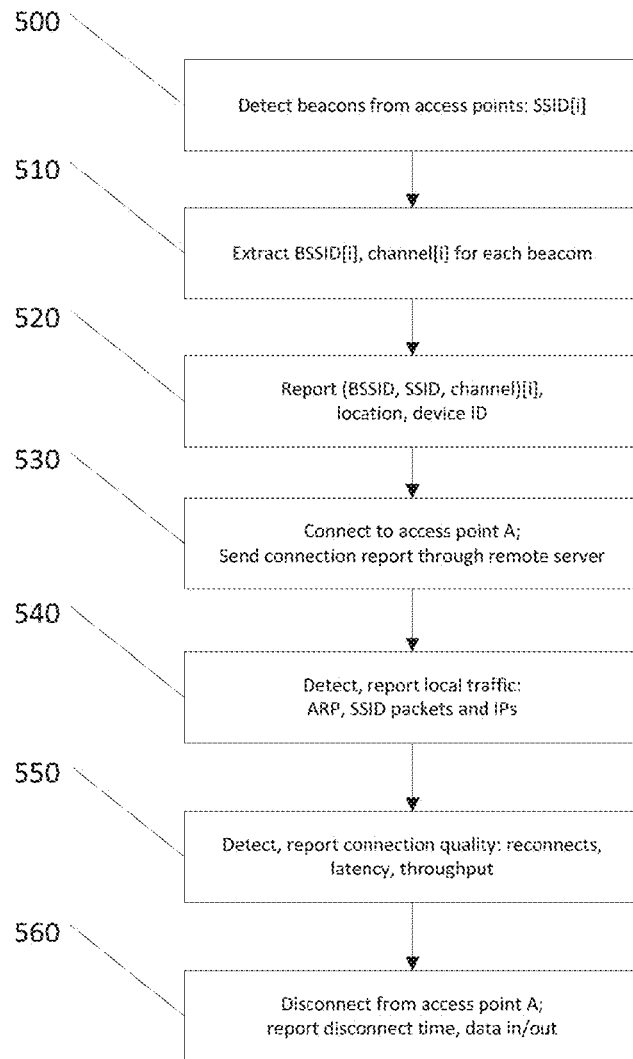 500
Detect beacons from access points: SSID[i]
510
Extract BSSID[i], channel[i] for each beacom
520
Report (BSSID, SSID, channel)[i],
location, device ID
530
Connect to access point A;
Send connection report through remote server
540
Detect, report local traffic:
ARP, SSID packets and IPs
550
Detect, report connection quality: reconnects,
latency, throughput
560
Disconnect from access point A;
report disconnect time, data in/out